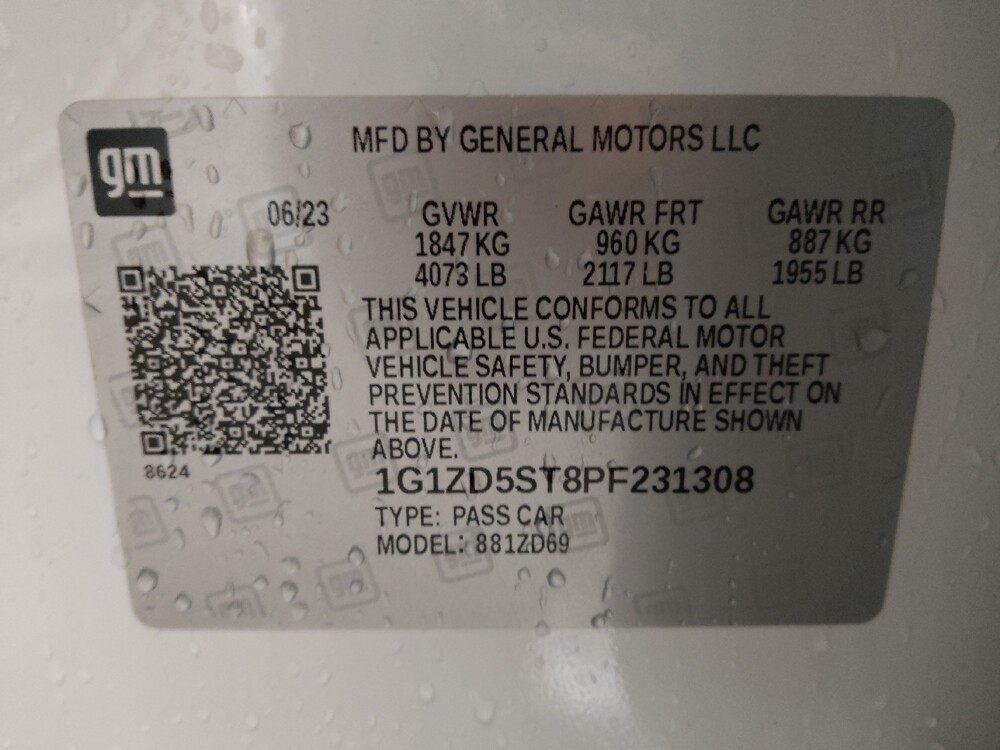 gm
MFD BY GENERAL MOTORS LLC
06/23 GVWR GAWR FRT GAWR RR
1847 KG 960 KG 887 KG
4073 LB 2117 LB 1955 LB
THIS VEHICLE CONFORMS TO ALL
APPLICABLE U.S. FEDERAL MOTOR
VEHICLE SAFETY, BUMPER, AND THEFT
PREVENTION STANDARDS IN EFFECT ON
THE DATE OF MANUFACTURE SHOWN
ABOVE.
8624
1G1ZD5ST8PF231308
TYPE: PASS CAR
MODEL: 881ZD69